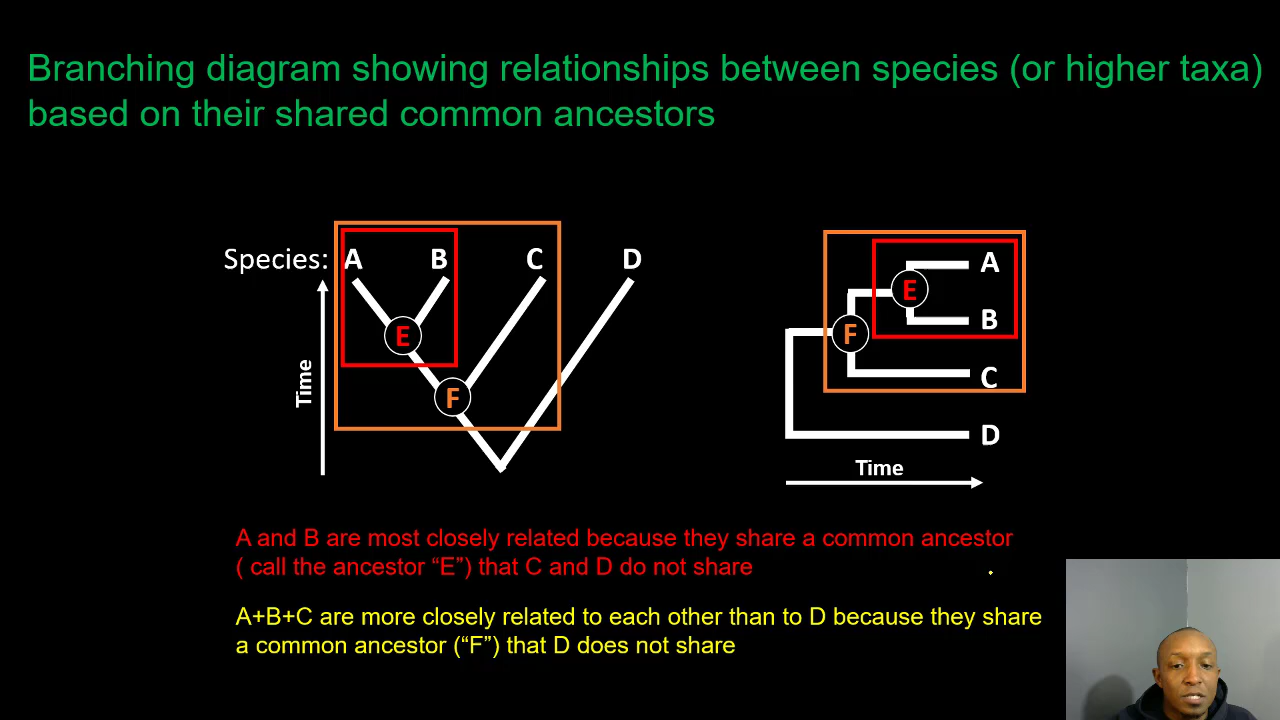 Branching diagram showing relationships between species (or higher taxa)
based on their shared common ancestors
Species: A B C D
E
F
Time
A
E
B
F
C
D
Time
A and B are most closely related because they share a common ancestor
( call the ancestor “E”) that C and D do not share
A+B+C are more closely related to each other than to D because they share
a common ancestor (“F”) that D does not share